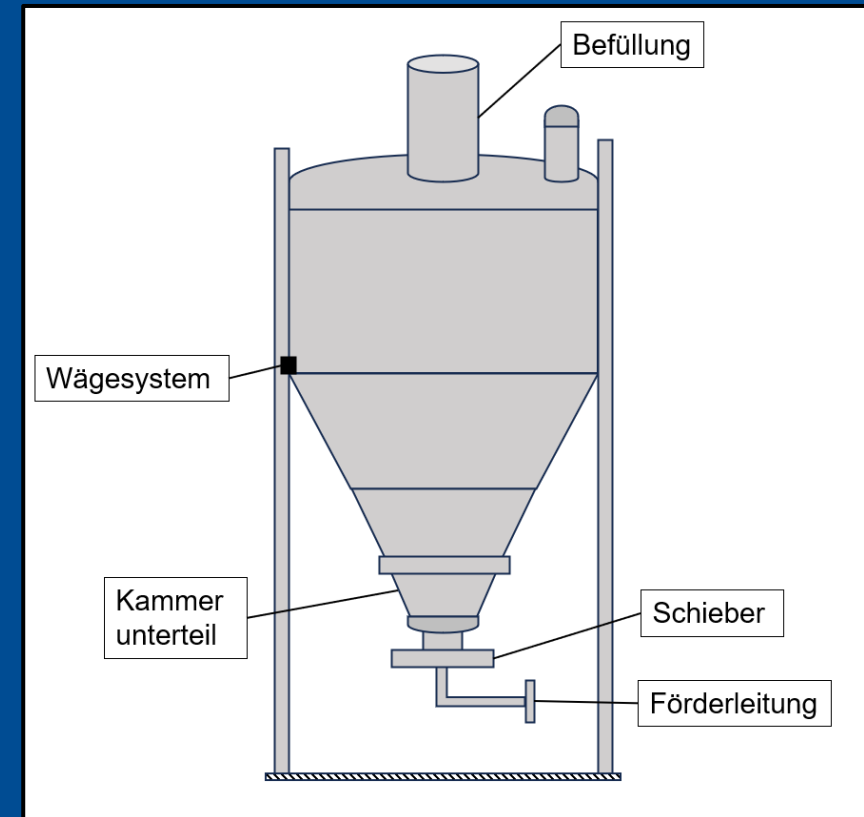 Befüllung
Wägesystem
Kammer
unterteil
Schieber
Förderleitung